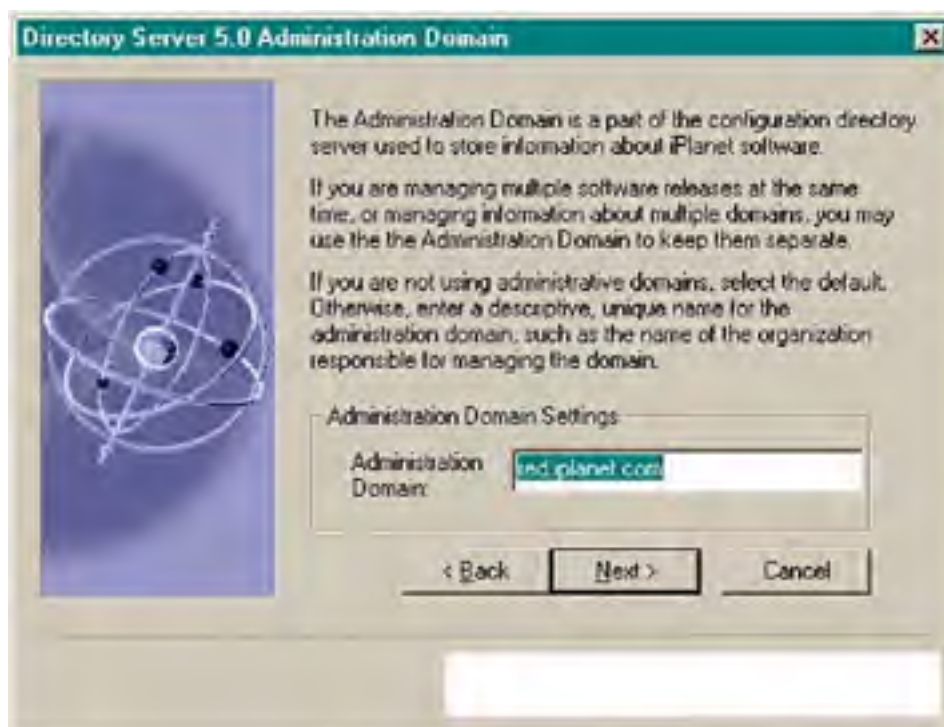 Directory Server 5.0 Administration Domain
The Administration Domain is a part of the configuration directory
server used to store information about iPlanet software.
If you are managing multiple software releases at the same
time, or managing information about multiple domains, you may
use the the Administration Domain to keep them separate.
If you are not using administrative domains, select the default.
Otherwise, enter a descriptive, unique name for the
administration domain, such as the name of the organization
responsible for managing the domain.
Administration Domain Settings
Administration
Domain:
red.iplanet.com
< Back
Next >
Cancel